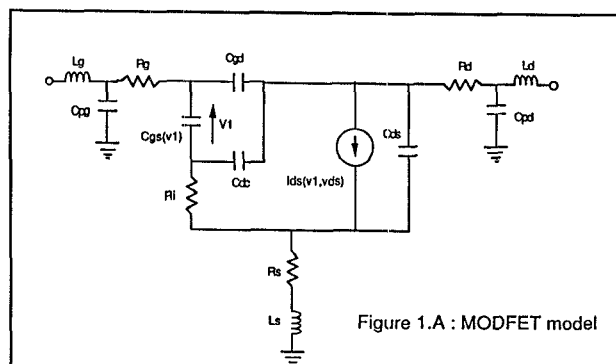 Lg
Rg
Cgd
Rd
Ld
Cpg
Cgs(v1)
V1
Cdc
Ids(v1,vds)
Cds
Cpd
Ri
Rs
Ls
Figure 1.A : MODFET model